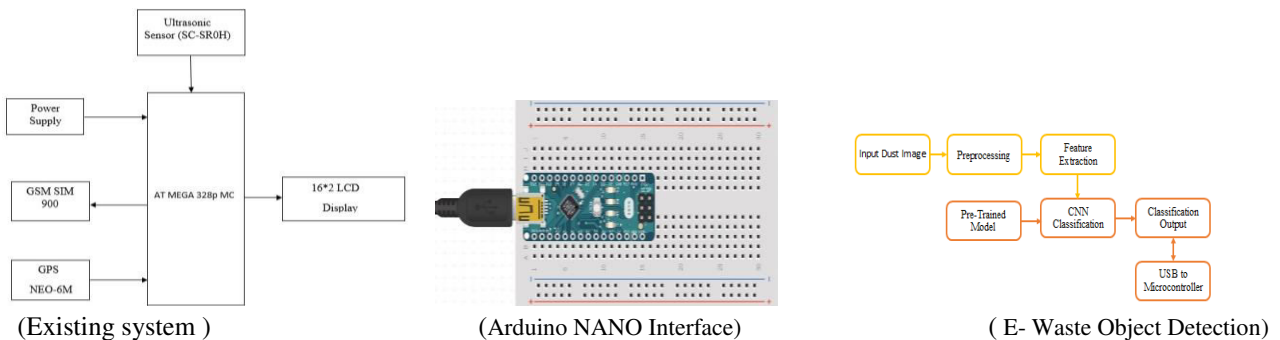 Ultrasonic
Sensor (SC-SR0H)
Power
Supply
GSM SIM
900
GPS
NEO-6M
AT MEGA 328p MC
16*2 LCD
Display
(Existing system )
(Arduino NANO Interface)
Input Dust Image
Preprocessing
Feature
Extraction
Pre-Trained
Model
CNN
Classification
Classification
Output
USB to
Microcontroller
( E- Waste Object Detection)